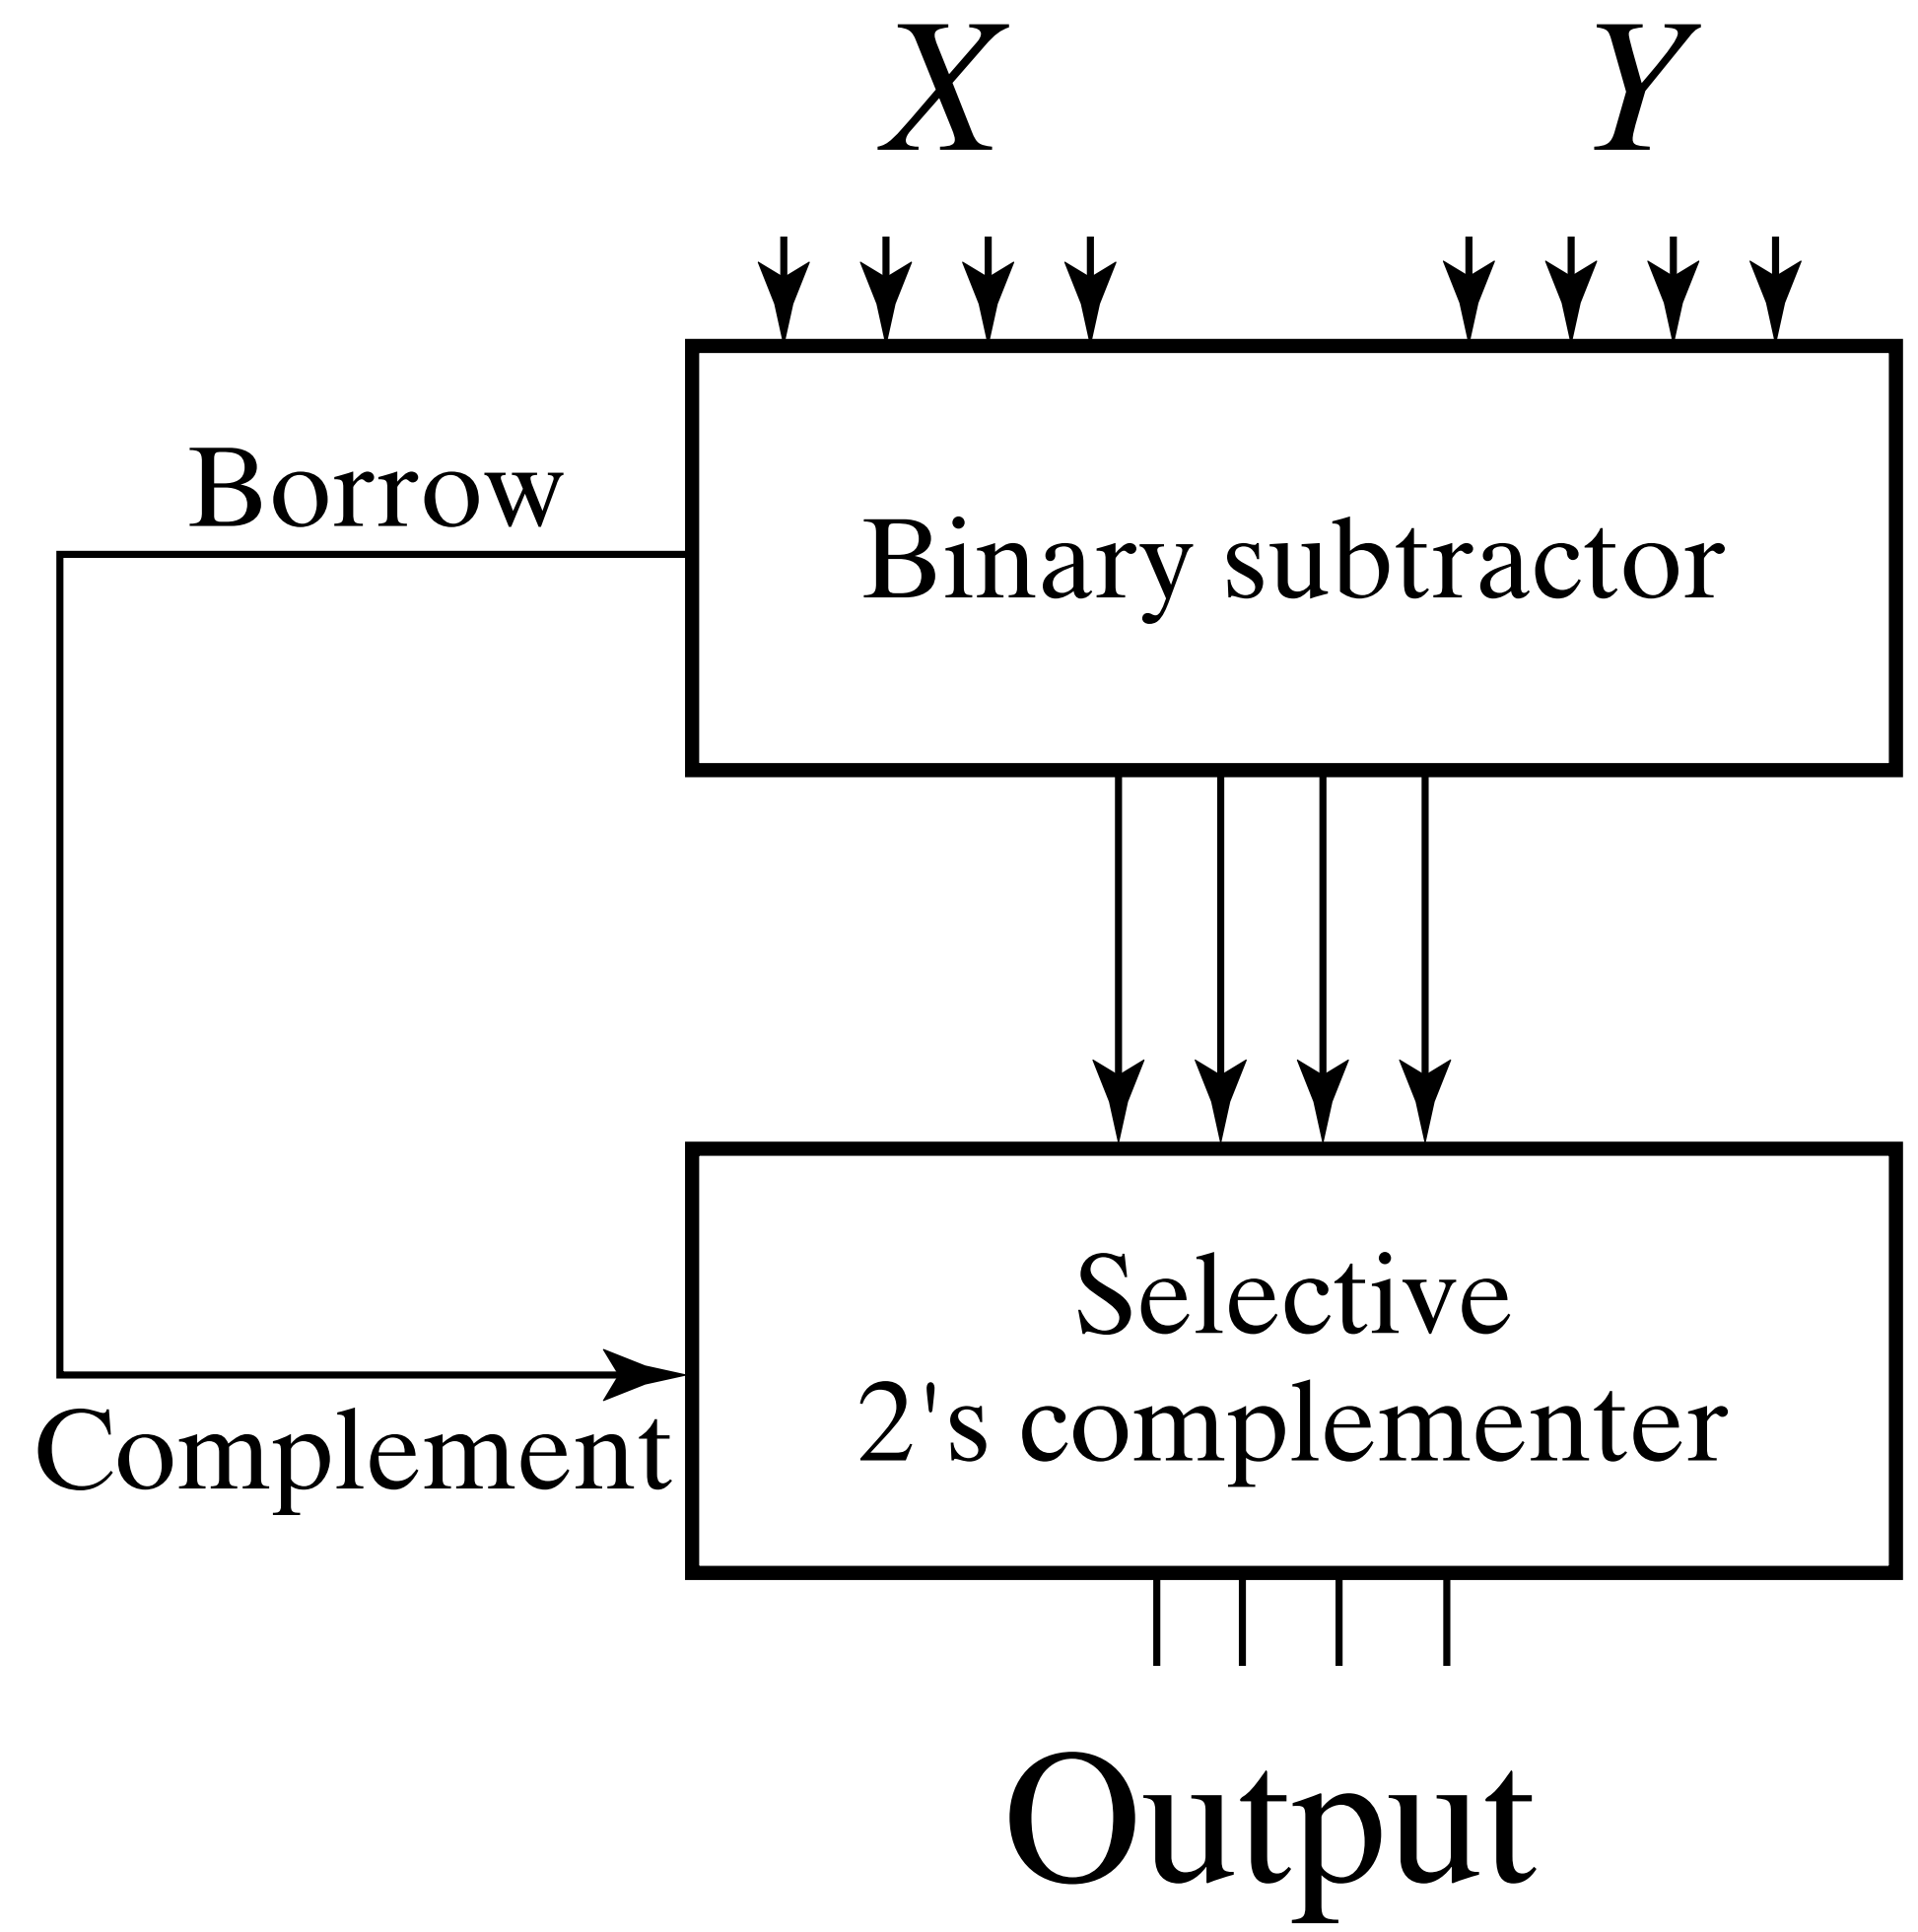 X
Y
Borrow
Binary subtractor
Selective
2's complementer
Complement
Output